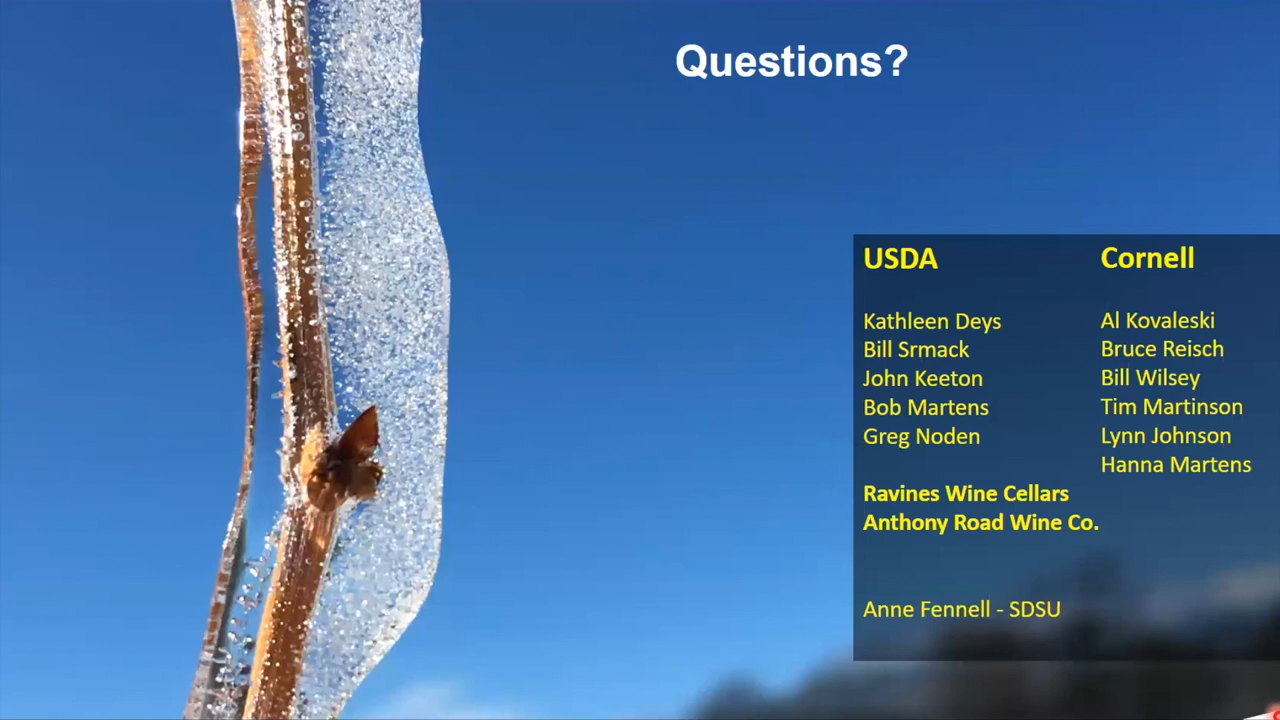 Questions?
USDA
Kathleen Deys
Bill Srmack
John Keeton
Bob Martens
Greg Noden
Ravines Wine Cellars
Anthony Road Wine Co.
Anne Fennell - SDSU
Cornell
Al Kovaleski
Bruce Reisch
Bill Wilsey
Tim Martinson
Lynn Johnson
Hanna Martens